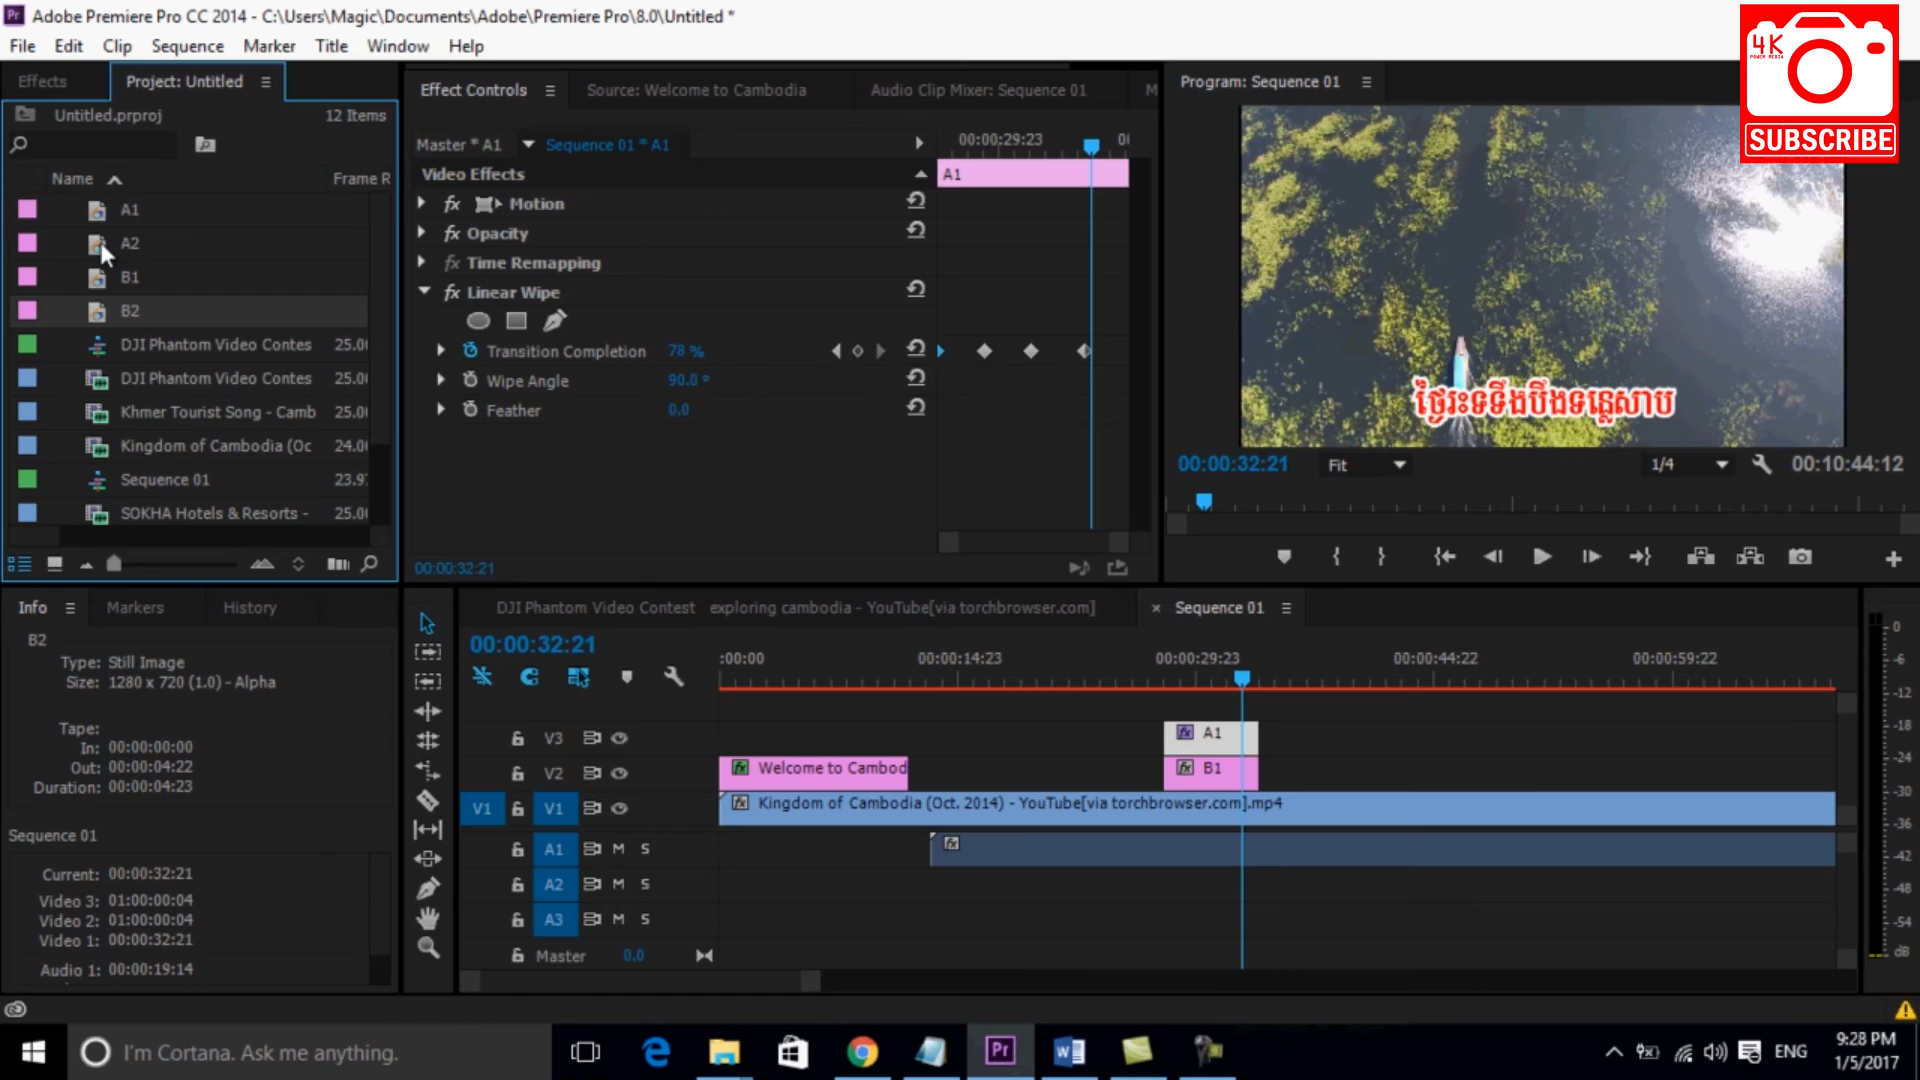 Adobe Premiere Pro CC 2014 - C:\Users\Magic\Documents\Adobe\Premiere Pro\8.0\Untitled *
File Edit Clip Sequence Marker Title Window Help
4K
POWER MEDIA
SUBSCRIBE
Effects
Project: Untitled
Untitled.prproj
12 Items
Name
Frame R
A1
A2
B1
B2
DJI Phantom Video Contes 25.0
DJI Phantom Video Contes 25.0
Khmer Tourist Song - Camb 25.0
Kingdom of Cambodia (Oc 24.0
Sequence 01 23.9
SOKHA Hotels & Resorts - 25.0
Effect Controls
Source: Welcome to Cambodia
Audio Clip Mixer: Sequence 01
M
Master * A1
Sequence 01 * A1
00:00:29:23
Video Effects
A1
fx Motion
fx Opacity
fx Time Remapping
fx Linear Wipe
Transition Completion 78 %
Wipe Angle 90.0 °
Feather 0.0
00:00:32:21
Program: Sequence 01
ថ្ងៃរះទទឹងបឹងទន្លេសាប
00:00:32:21
Fit
1/4
00:10:44:12
Info
Markers
History
B2
Type: Still Image
Size: 1280 x 720 (1.0) - Alpha
Tape:
In: 00:00:00:00
Out: 00:00:04:22
Duration: 00:00:04:23
Sequence 01
Current: 00:00:32:21
Video 3: 01:00:00:04
Video 2: 01:00:00:04
Video 1: 00:00:32:21
Audio 1: 00:00:19:14
DJI Phantom Video Contest exploring cambodia - YouTube[via torchbrowser.com]
× Sequence 01
00:00:32:21
:00:00
00:00:14:23
00:00:29:23
00:00:44:22
00:00:59:22
V3
fx A1
V2
fx Welcome to Cambod
fx B1
V1 V1
fx Kingdom of Cambodia (Oct. 2014) - YouTube[via torchbrowser.com].mp4
A1 M S
fx
A2 M S
A3 M S
Master 0.0
0
-6
-12
-18
-24
-30
-36
-42
-48
-54
dB
I'm Cortana. Ask me anything.
Pr
ENG
9:28 PM
1/5/2017